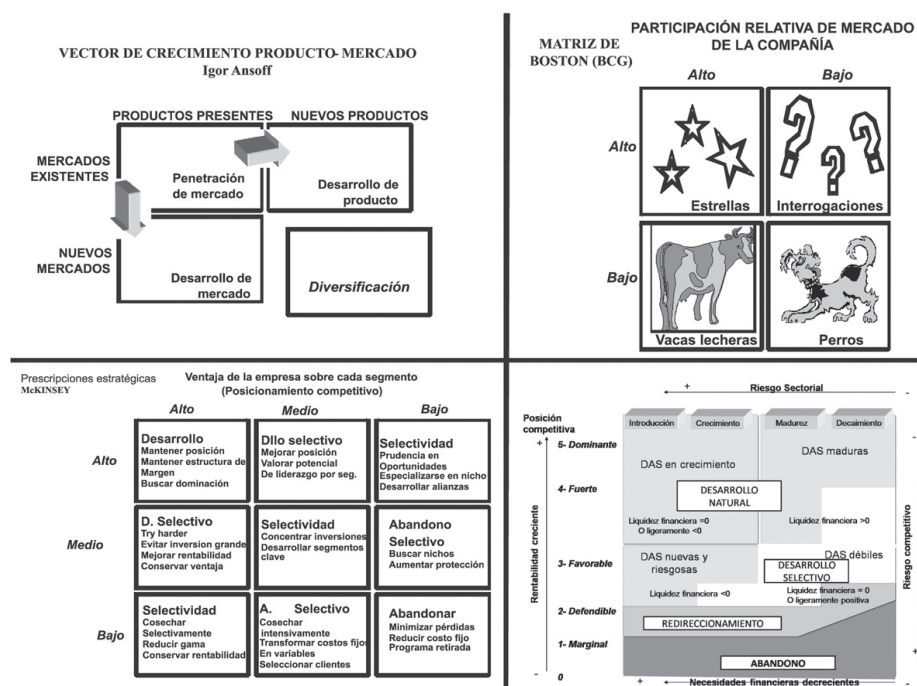 VECTOR DE CRECIMIENTO PRODUCTO- MERCADO
Igor Ansoff
PRODUCTOS PRESENTES
NUEVOS PRODUCTOS
MERCADOS
EXISTENTES
Penetración
de mercado
Desarrollo de
producto
NUEVOS
MERCADOS
Desarrollo de
mercado
Diversificación
MATRIZ DE
BOSTON (BCG)
PARTICIPACIÓN RELATIVA DE MERCADO
DE LA COMPAÑÍA
Alto
Bajo
Alto
Estrellas
Interrogaciones
Bajo
Vacas lecheras
Perros
Prescripciones estratégicas
McKINSEY
Ventaja de la empresa sobre cada segmento
(Posicionamiento competitivo)
Alto
Medio
Bajo
Alto
Desarrollo
Mantener posición
Mantener estructura de
Margen
Buscar dominación
Dllo selectivo
Mejorar posición
Valorar potencial
De liderazgo por seg.
Selectividad
Prudencia en
Oportunidades
Especializarse en nicho
Desarrollar alianzas
Medio
D. Selectivo
Try harder
Evitar inversion grande
Mejorar rentabilidad
Conservar ventaja
Selectividad
Concentrar inversiones
Desarrollar segmentos
clave
Abandono
Selectivo
Buscar nichos
Aumentar protección
Bajo
Selectividad
Cosechar
Selectivamente
Reducir gama
Conservar rentabilidad
A. Selectivo
Cosechar
intensivamente
Transformar costos fijos
En variables
Seleccionar clientes
Abandonar
Minimizar pérdidas
Reducir costo fijo
Programa retirada
+ Riesgo Sectorial -
Posición
competitiva
Introducción
Crecimiento
Madurez
Decaimiento
+
5- Dominante
4- Fuerte
3- Favorable
2- Defendible
1- Marginal
- 0
Rentabilidad creciente
DAS en crecimiento
DAS maduras
DESARROLLO
NATURAL
Liquidez financiera =0
O ligeramente <0
Liquidez financiera >0
DAS nuevas y
riesgosas
DAS débiles
DESARROLLO
SELECTIVO
Liquidez financiera <0
Liquidez financiera = 0
O ligeramente positiva
REDIRECCIONAMIENTO
ABANDONO
-
Riesgo competitivo
+
+ Necesidades financieras decrecientes -